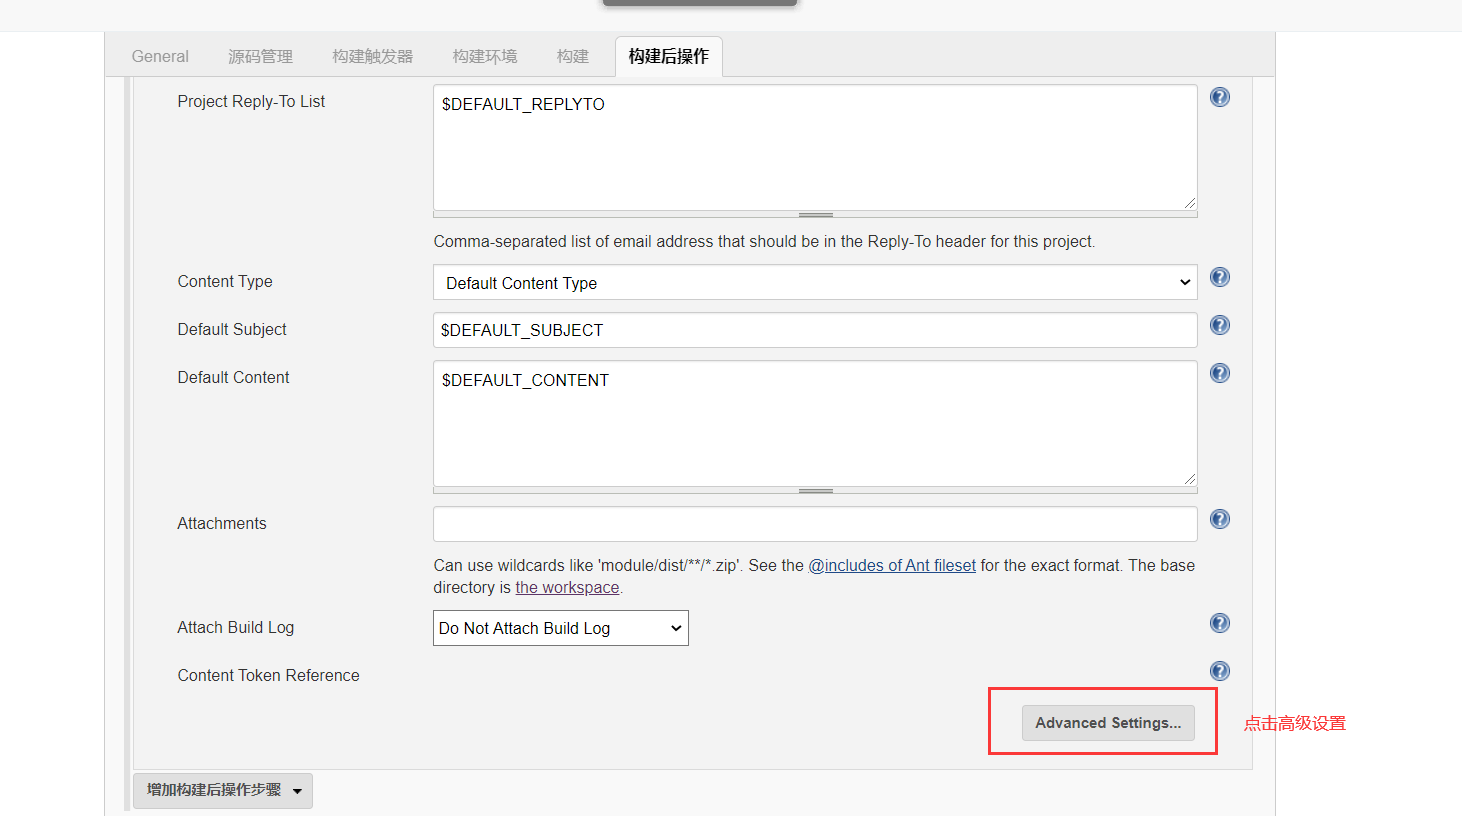 General 源码管理 构建触发器 构建环境 构建 构建后操作
Project Reply-To List
$DEFAULT_REPLYTO
Comma-separated list of email address that should be in the Reply-To header for this project.
Content Type
Default Content Type
Default Subject
$DEFAULT_SUBJECT
Default Content
$DEFAULT_CONTENT
Attachments
Can use wildcards like 'module/dist/**/*.zip'. See the @includes of Ant fileset for the exact format. The base
directory is the workspace.
Attach Build Log
Do Not Attach Build Log
Content Token Reference
Advanced Settings...
点击高级设置
增加构建后操作步骤